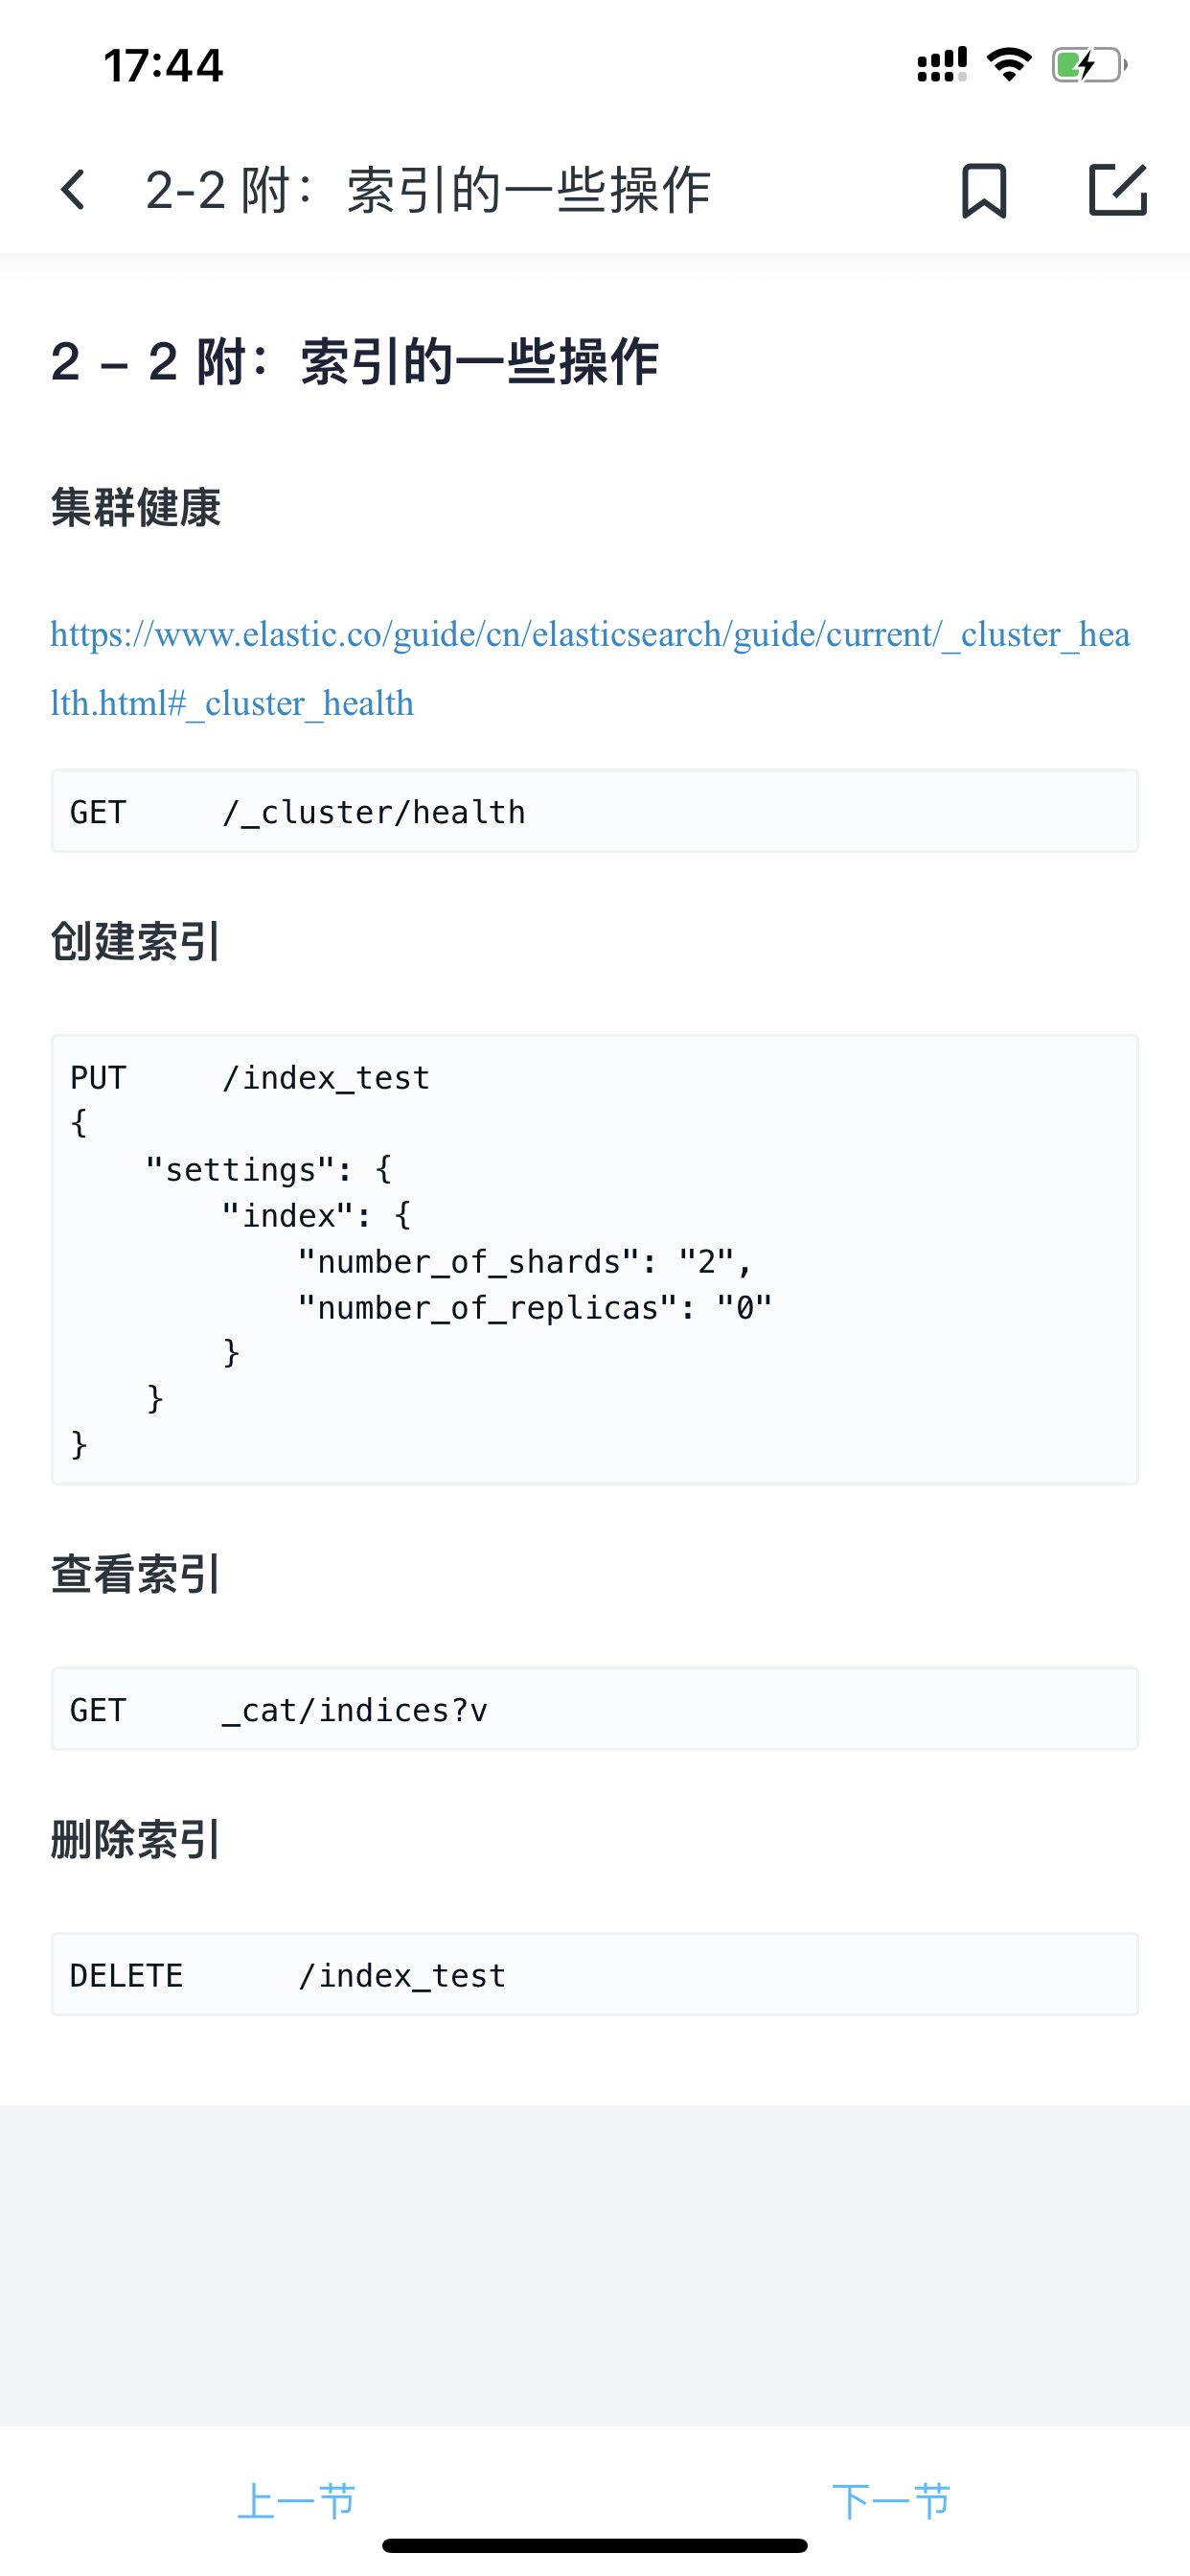 17:44
2-2 附：索引的一些操作
2 – 2 附：索引的一些操作
集群健康
https://www.elastic.co/guide/cn/elasticsearch/guide/current/_cluster_hea
lth.html#_cluster_health
GET     /_cluster/health
创建索引
PUT     /index_test
{
    "settings": {
        "index": {
            "number_of_shards": "2",
            "number_of_replicas": "0"
        }
    }
}
查看索引
GET     _cat/indices?v
删除索引
DELETE      /index_test
上一节
下一节